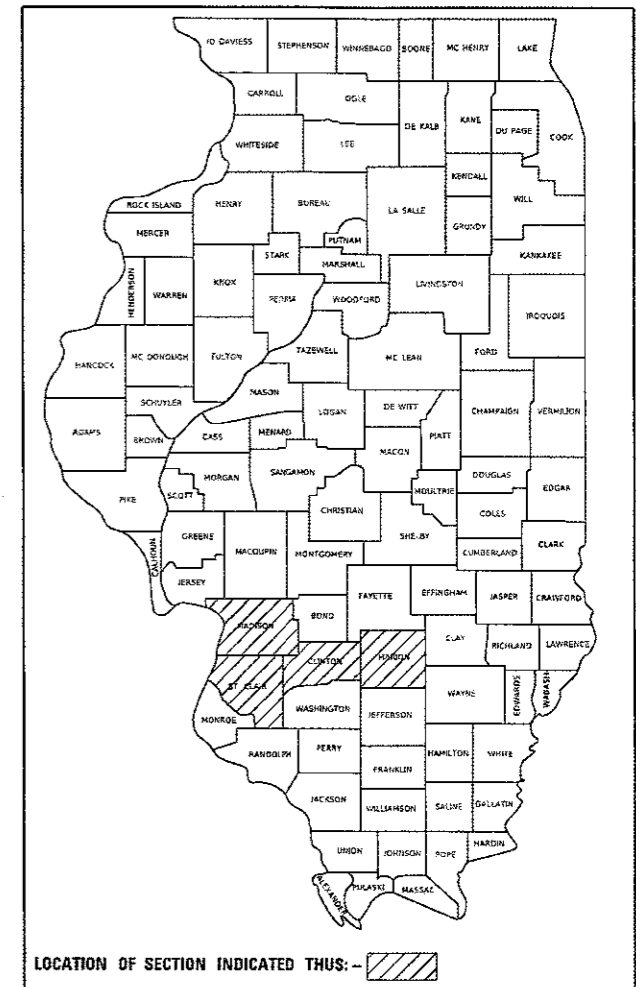 JO DAVIESS STEPHENSON WINNEBAGO BOONE MC HENRY LAKE
CARROLL OGLE DE KALB KANE DU PAGE COOK
WHITESIDE LEE
KENDALL WILL
ROCK ISLAND HENRY BUREAU LA SALLE GRUNDY
MERCER PUTNAM
STARK MARSHALL KANKAKEE
HENDERSON WARREN KNOX PEORIA WOODFORD LIVINGSTON IROQUOIS
HANCOCK MC DONOUGH FULTON TAZEWELL MC LEAN FORD
MASON
SCHUYLER LOGAN DE WITT CHAMPAIGN VERMILION
ADAMS BROWN CASS MENARD PIATT
MACON
MORGAN SANGAMON DOUGLAS
PIKE SCOTT MOULTRIE EDGAR
CHRISTIAN COLES
CALHOUN GREENE MACOUPIN MONTGOMERY SHELBY CUMBERLAND CLARK
JERSEY
FAYETTE EFFINGHAM JASPER CRAWFORD
MADISON BOND
CLAY RICHLAND LAWRENCE
CLINTON MARION
ST. CLAIR WAYNE EDWARDS WABASH
MONROE WASHINGTON JEFFERSON
RANDOLPH PERRY HAMILTON WHITE
FRANKLIN
JACKSON WILLIAMSON SALINE GALLATIN
UNION JOHNSON POPE HARDIN
ALEXANDER PULASKI MASSAC
LOCATION OF SECTION INDICATED THUS: -